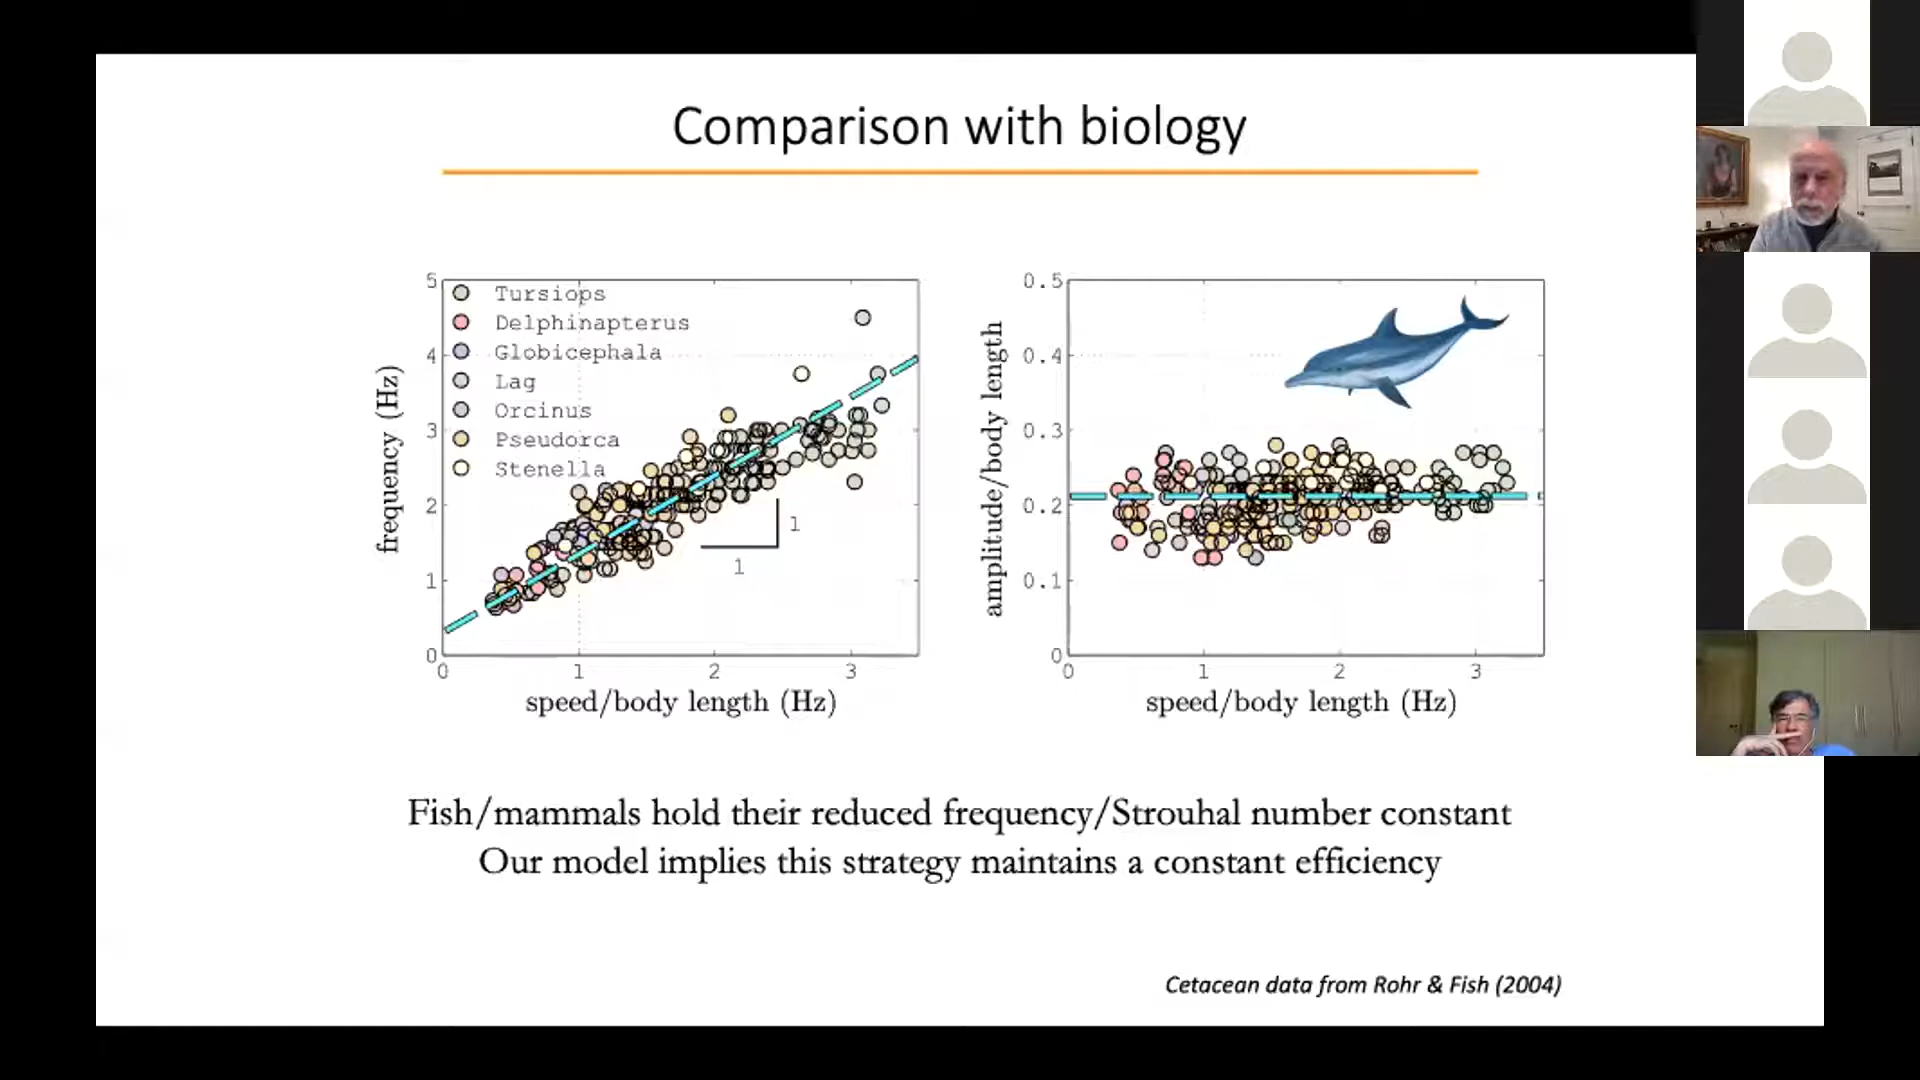 Comparison with biology
5
4
3
2
1
0
frequency (Hz)
Tursiops
Delphinapterus
Globicephala
Lag
Orcinus
Pseudorca
Stenella
1
1
0
1
2
3
speed/body length (Hz)
0.5
0.4
0.3
0.2
0.1
0
amplitude/body length
0
1
2
3
speed/body length (Hz)
Fish/mammals hold their reduced frequency/Strouhal number constant
Our model implies this strategy maintains a constant efficiency
Cetacean data from Rohr & Fish (2004)